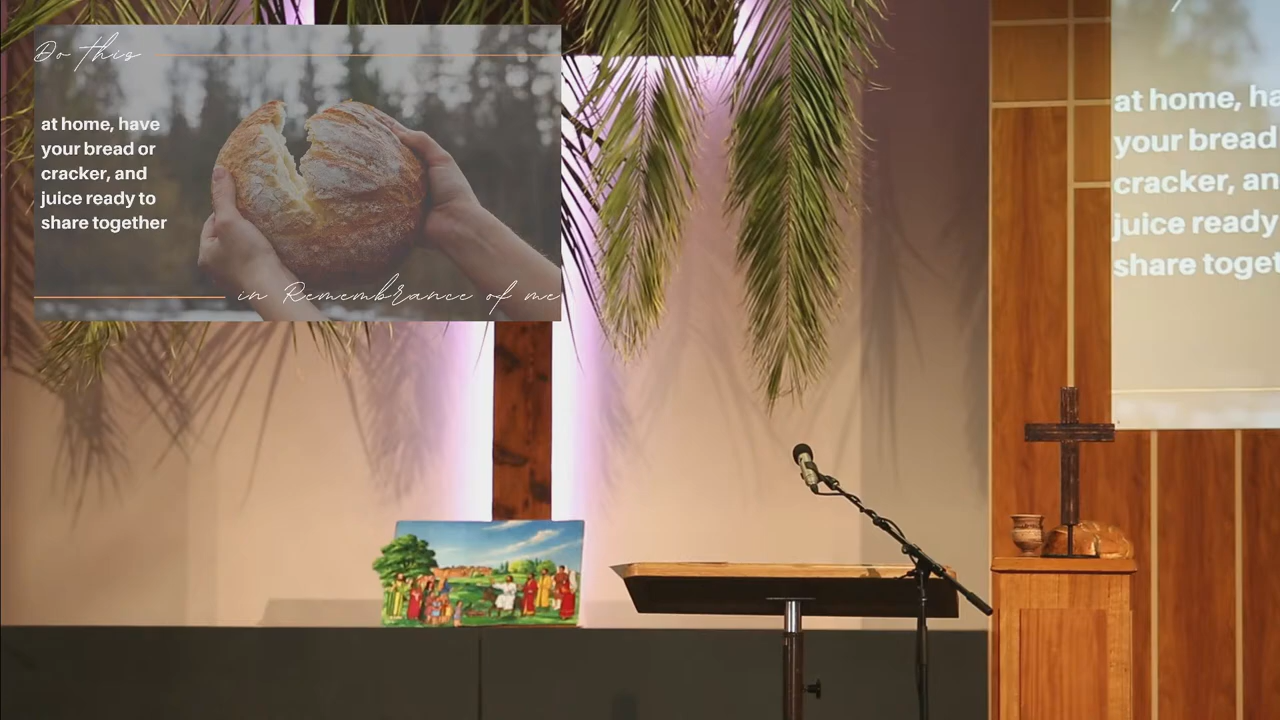 Do this
at home, have
your bread or
cracker, and
juice ready to
share together
in Remembrance of me
at home, ha
your bread
cracker, an
juice ready
share toget